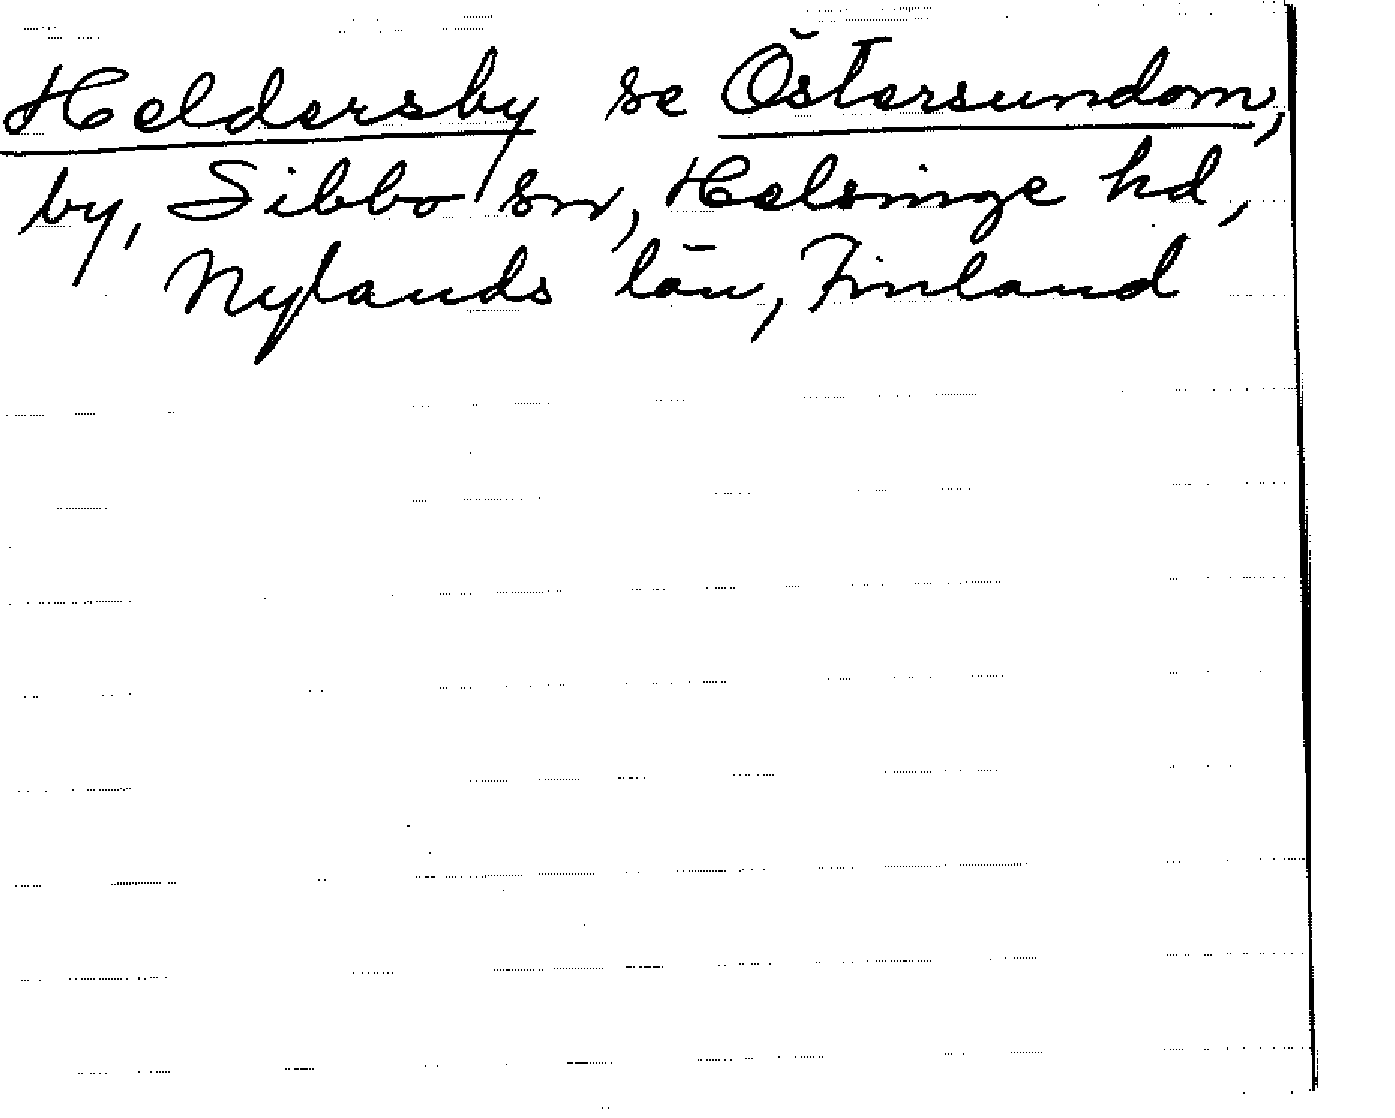 Heldersby se Östersundom,
by, Sibbo sn, Helsinge hd,
Nylands län, Finland